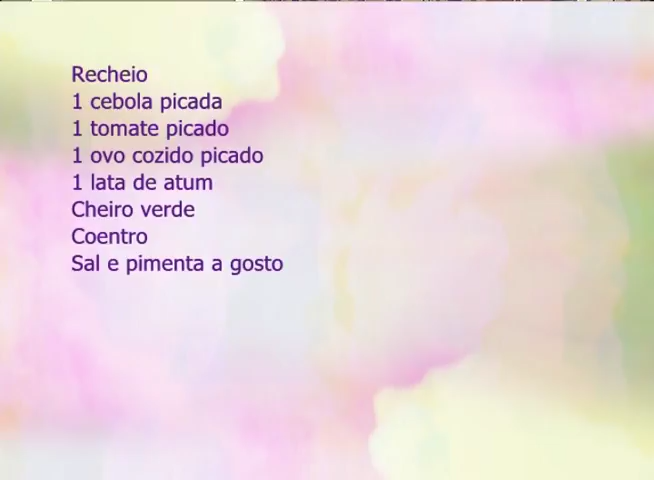 Recheio
1 cebola picada
1 tomate picado
1 ovo cozido picado
1 lata de atum
Cheiro verde
Coentro
Sal e pimenta a gosto